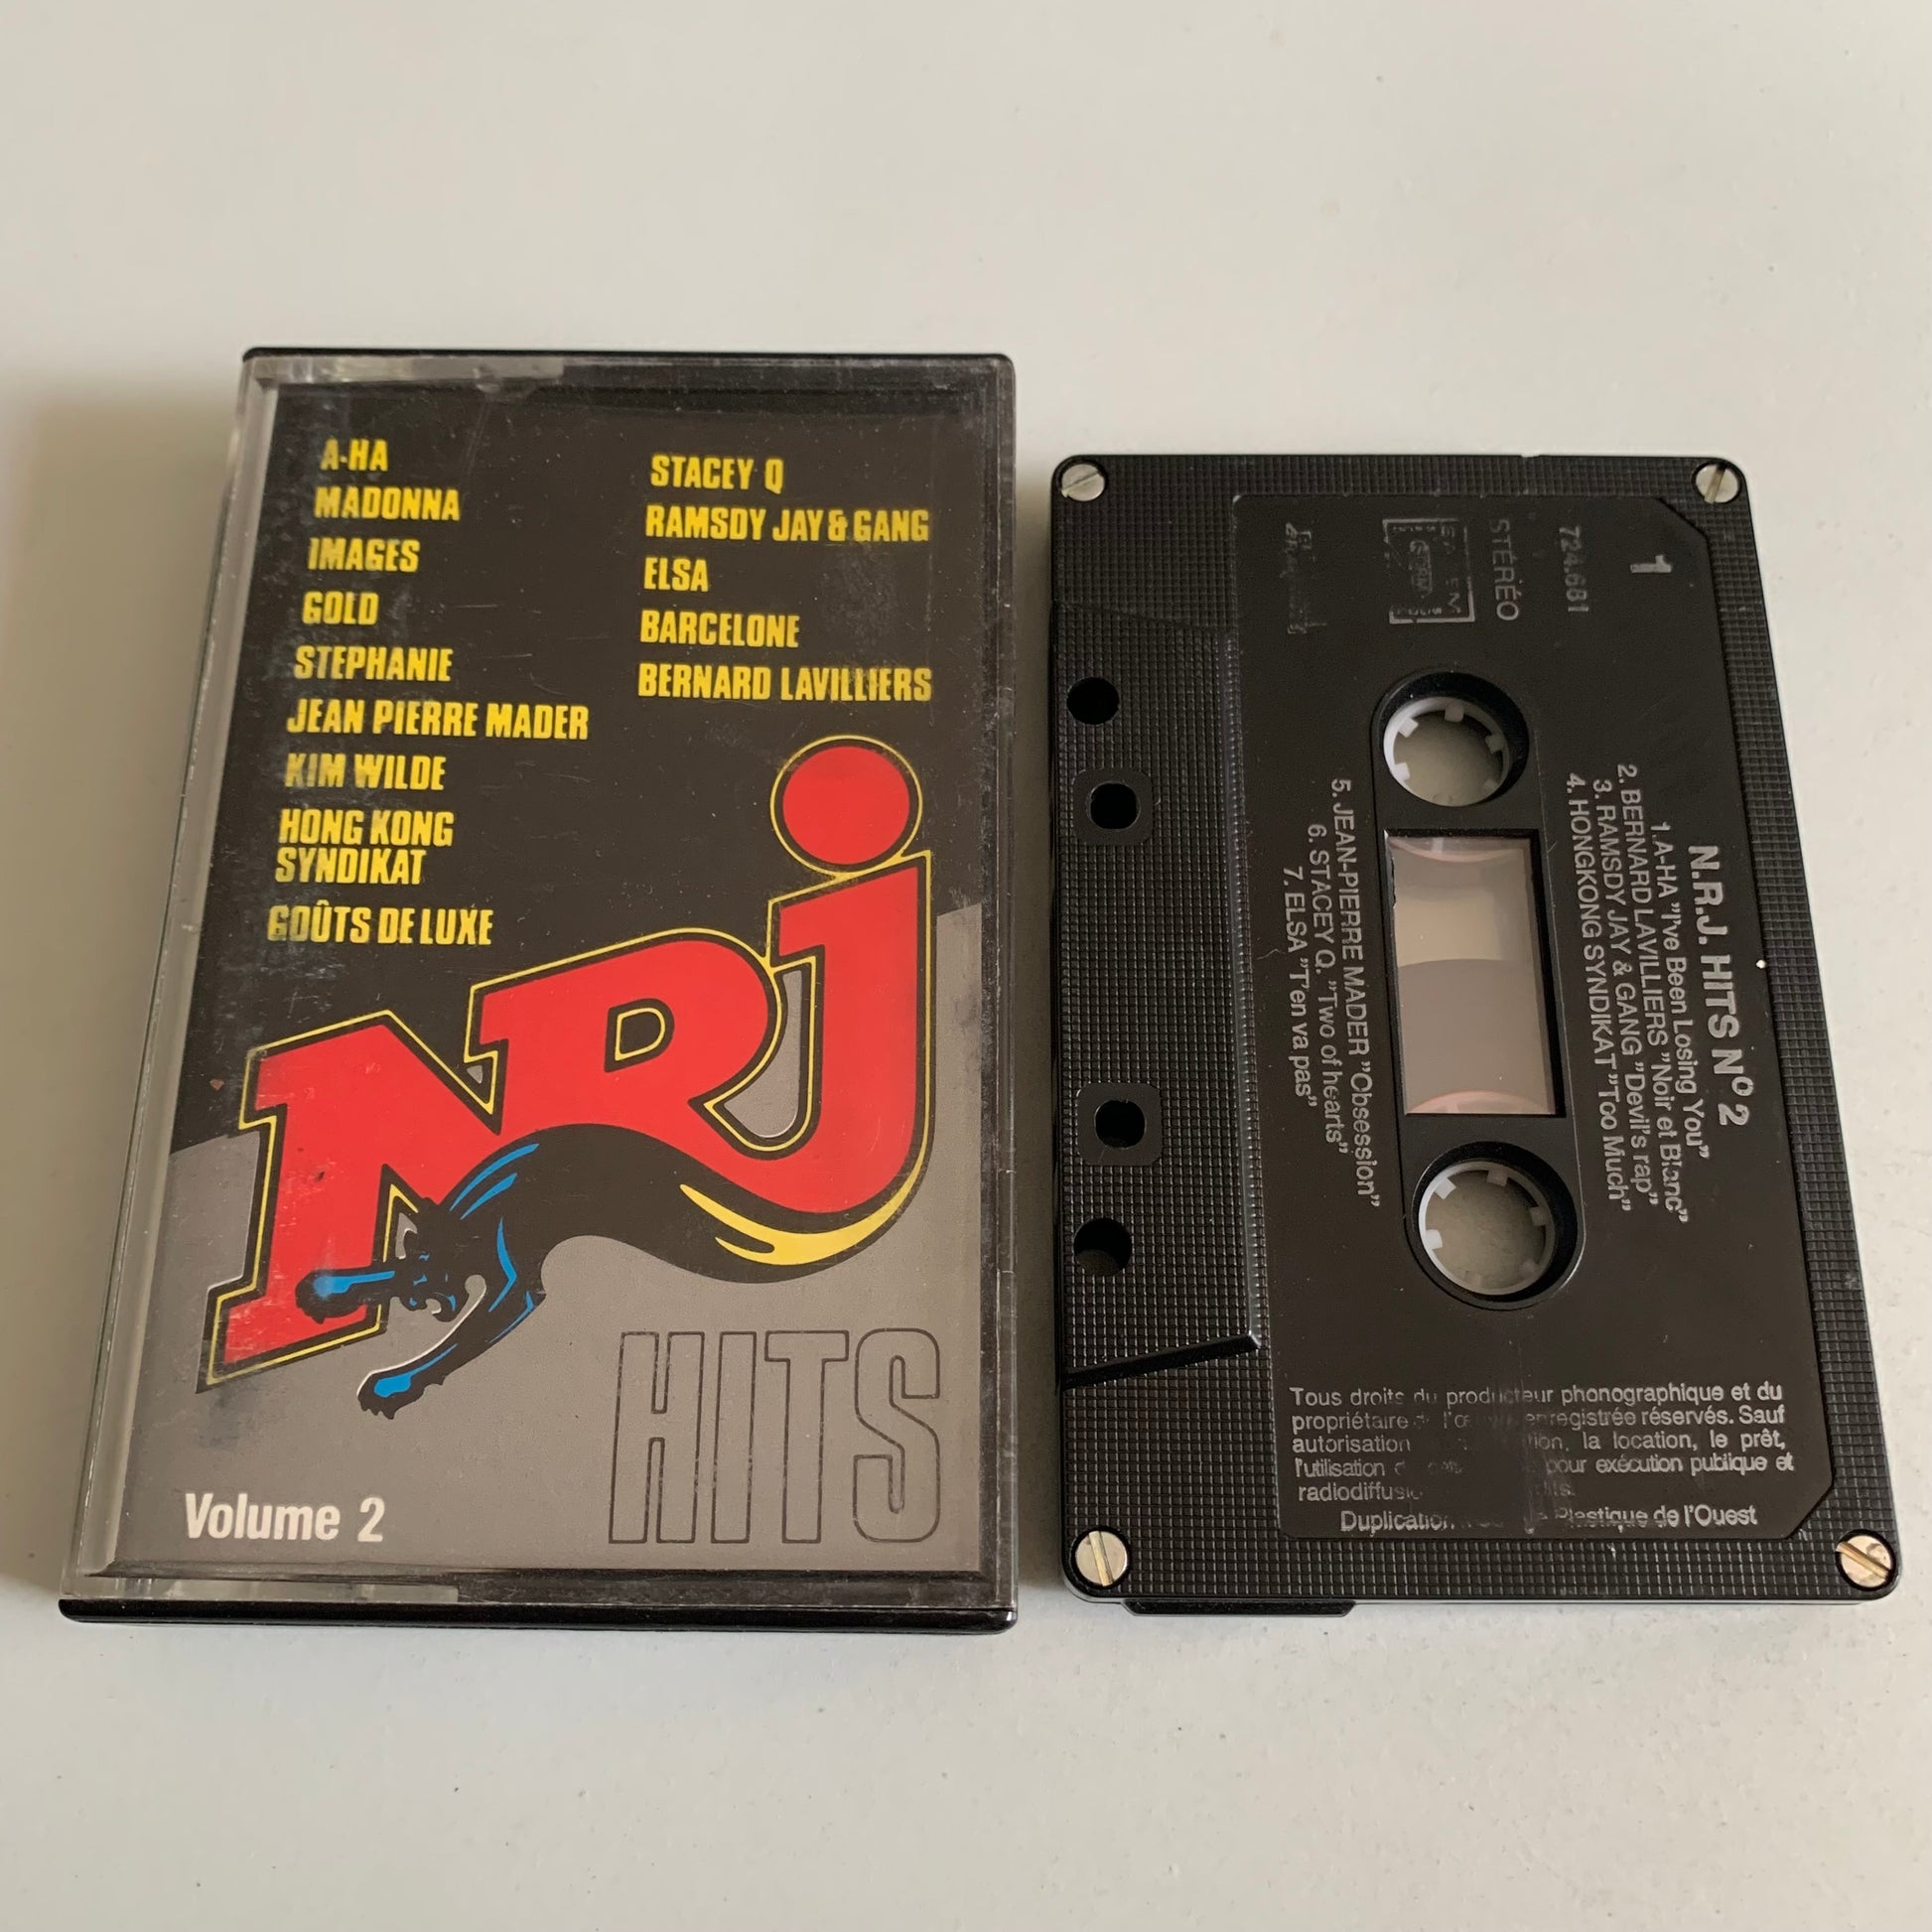 A-HA
MADONNA
IMAGES
GOLD
STEPHANIE
JEAN PIERRE MADER
KIM WILDE
HONG KONG
SYNDIKAT
GOÛTS DE LUXE
STACEY Q
RAMSDY JAY & GANG
ELSA
BARCELONE
BERNARD LAVILLIERS
NRJ
HITS
Volume 2
1
724.681
STÉRÉO
N.R.J. HITS Nº 2
1. A-HA "I've Been Losing You"
2. BERNARD LAVILLIERS "Noir et Blanc"
3. RAMSDY JAY & GANG "Devil's rap"
4. HONGKONG SYNDIKAT "Too Much"
5. JEAN-PIERRE MADER "Obsession"
6. STACEY Q. "Two of hearts"
7. ELSA "T'en va pas"
Tous droits du producteur phonographique et du
propriétaire enregistrée réservés. Sauf
autorisation la location, le prêt,
l'utilisation pour exécution publique et
Duplication Plastique de l'Ouest